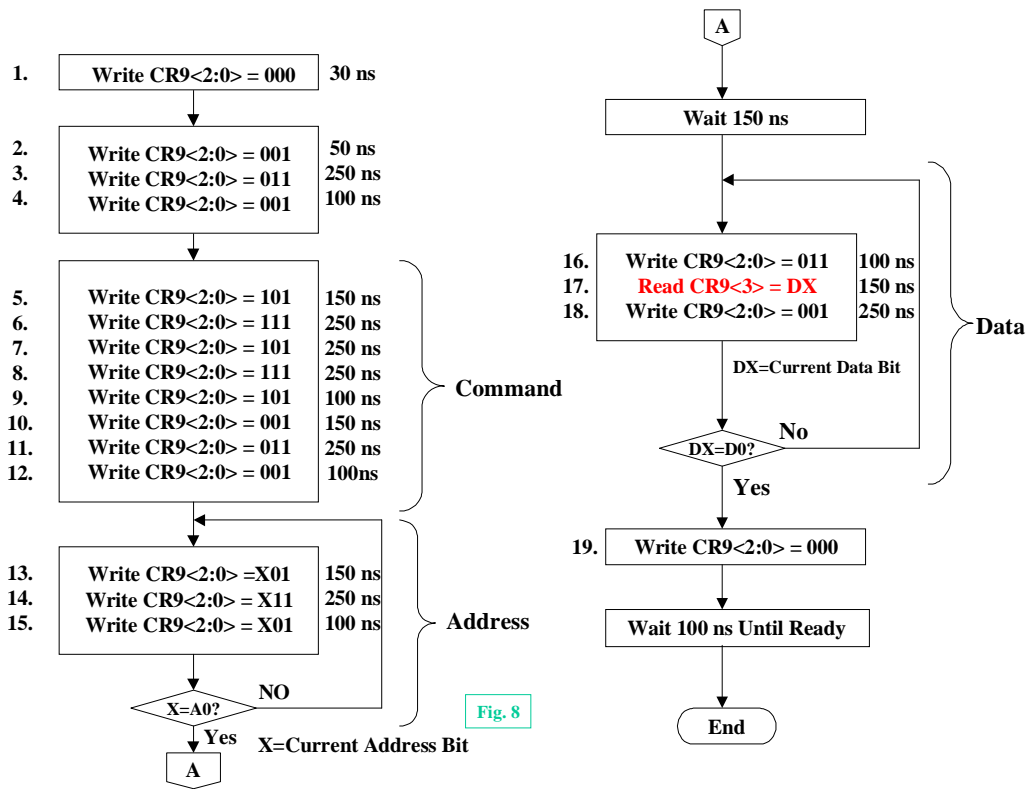 1. Write CR9<2:0> = 000 30 ns
2. Write CR9<2:0> = 001 50 ns
3. Write CR9<2:0> = 011 250 ns
4. Write CR9<2:0> = 001 100 ns
5. Write CR9<2:0> = 101 150 ns
6. Write CR9<2:0> = 111 250 ns
7. Write CR9<2:0> = 101 250 ns
8. Write CR9<2:0> = 111 250 ns
9. Write CR9<2:0> = 101 100 ns
10. Write CR9<2:0> = 001 150 ns
11. Write CR9<2:0> = 011 250 ns
12. Write CR9<2:0> = 001 100ns
Command
13. Write CR9<2:0> =X01 150 ns
14. Write CR9<2:0> = X11 250 ns
15. Write CR9<2:0> = X01 100 ns
Address
X=A0?
NO
Yes
X=Current Address Bit
A
Fig. 8
A
Wait 150 ns
16. Write CR9<2:0> = 011 100 ns
17. Read CR9<3> = DX 150 ns
18. Write CR9<2:0> = 001 250 ns
Data
DX=Current Data Bit
DX=D0?
No
Yes
19. Write CR9<2:0> = 000
Wait 100 ns Until Ready
End